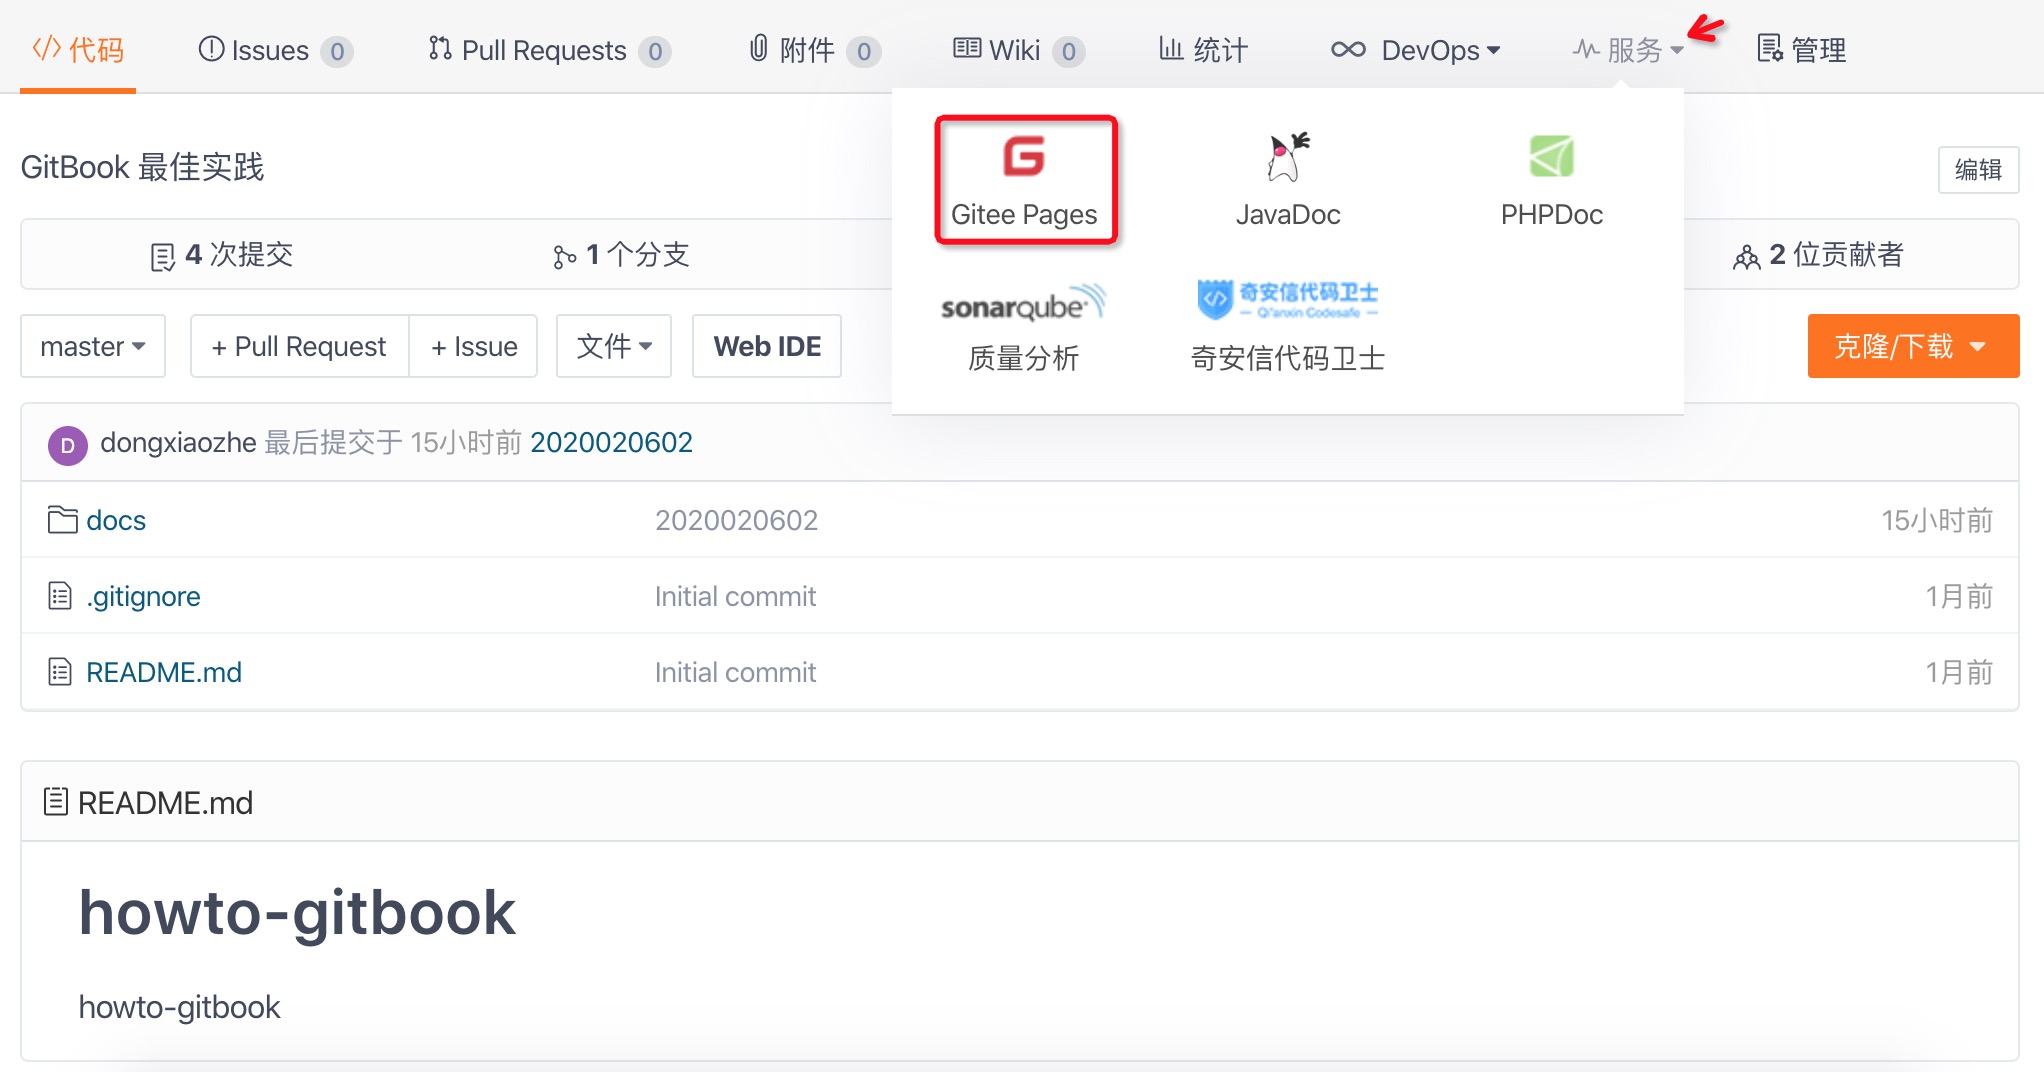 代码
Issues 0
Pull Requests 0
附件 0
Wiki 0
统计
DevOps
服务
管理
GitBook 最佳实践
编辑
Gitee Pages
JavaDoc
PHPDoc
sonarqube
质量分析
奇安信代码卫士
Qi'anxin Codesafe
奇安信代码卫士
4 次提交
1 个分支
2 位贡献者
master
+ Pull Request
+ Issue
文件
Web IDE
克隆/下载
D
dongxiaozhe 最后提交于 15小时前 2020020602
docs 2020020602 15小时前
.gitignore Initial commit 1月前
README.md Initial commit 1月前
README.md
howto-gitbook
howto-gitbook